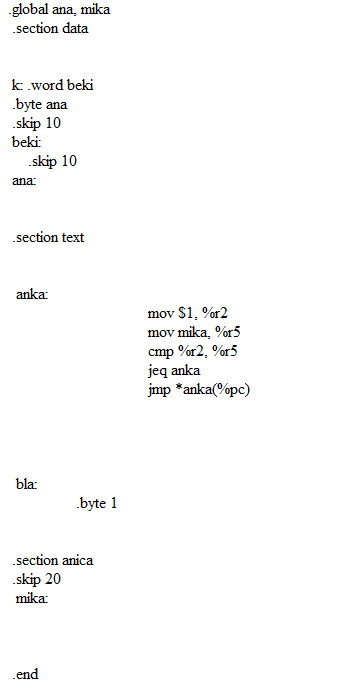 .global ana, mika
.section data
k: .word beki
.byte ana
.skip 10
beki:
.skip 10
ana:
.section text
anka:
mov $1, %r2
mov mika, %r5
cmp %r2, %r5
jeq anka
jmp *anka(%pc)
bla:
.byte 1
.section anica
.skip 20
mika:
.end